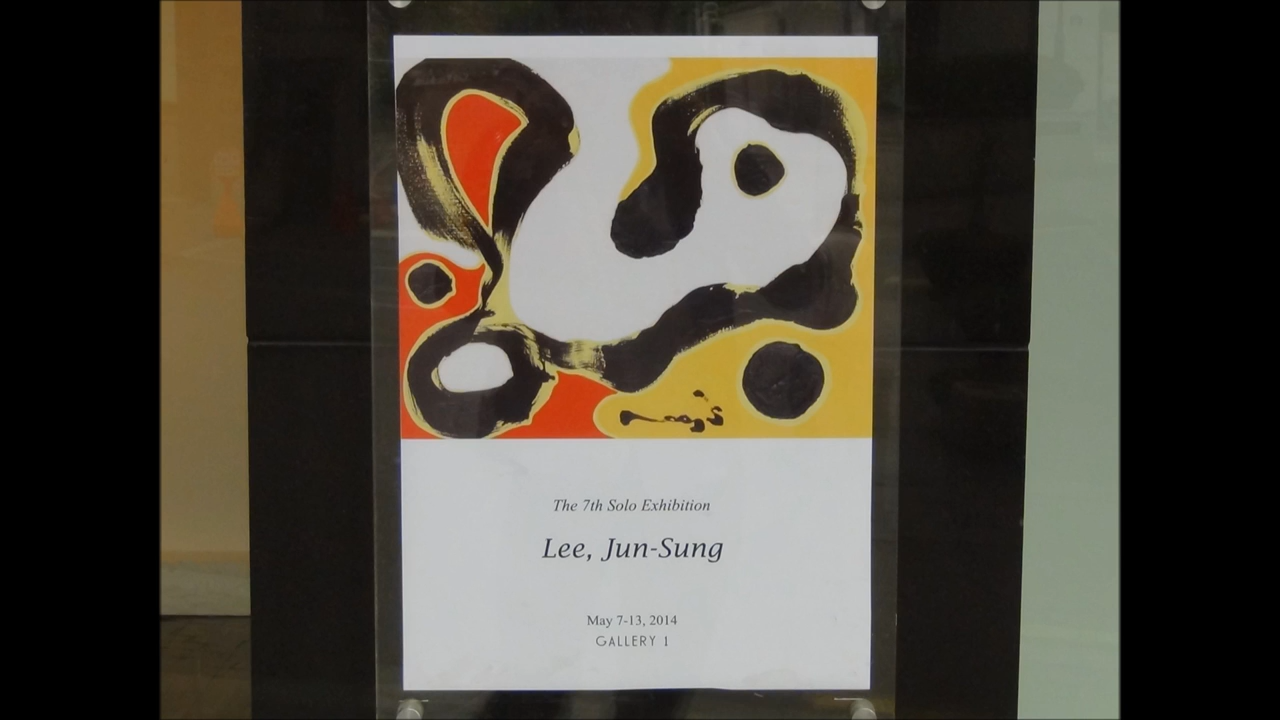 The 7th Solo Exhibition
Lee, Jun-Sung
May 7-13, 2014
GALLERY 1